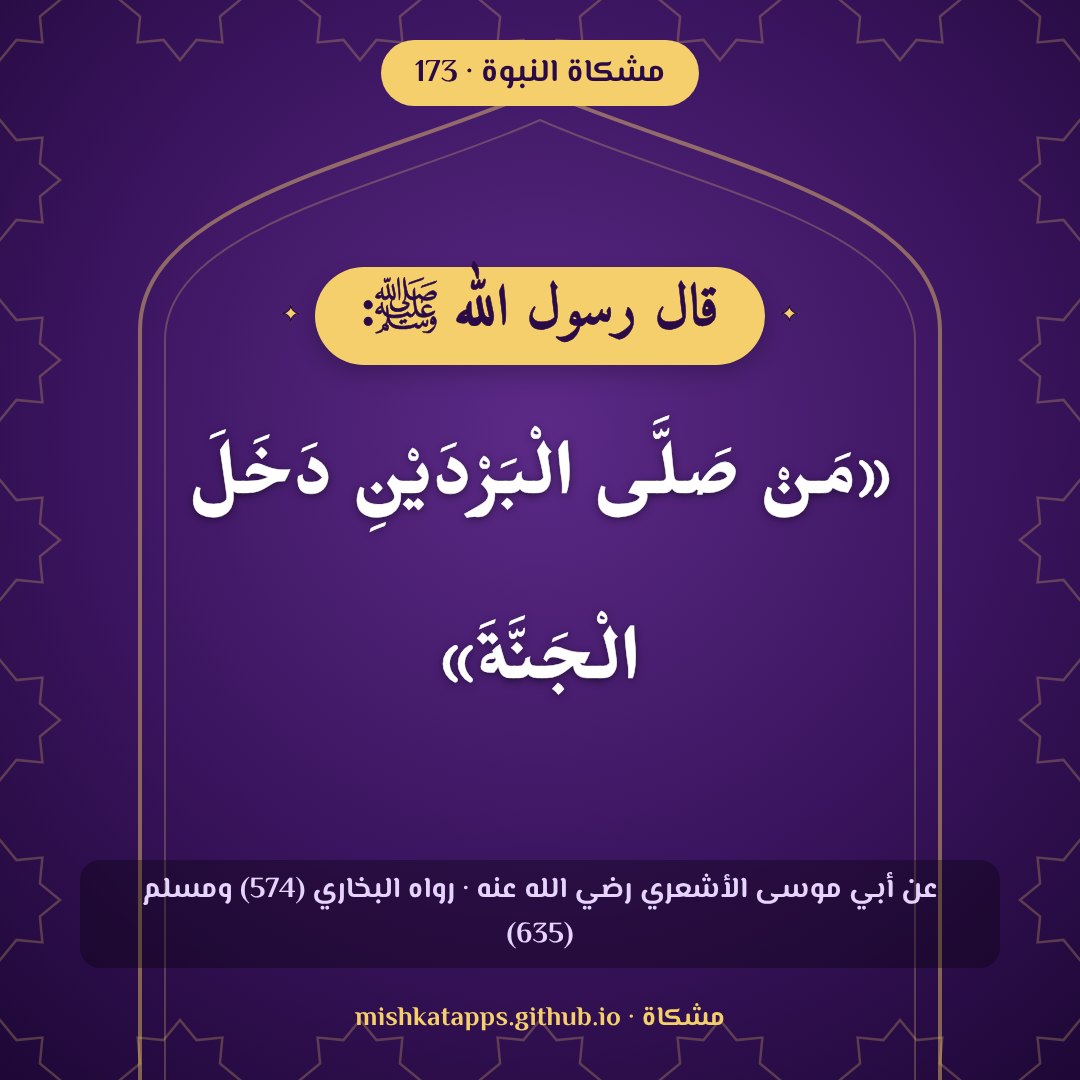 مشكاة النبوة · 173
قال رسول الله ﷺ:
«مَنْ صَلَّى الْبَرْدَيْنِ دَخَلَ
الْجَنَّةَ»
عن أبي موسى الأشعري رضي الله عنه · رواه البخاري (574) ومسلم
(635)
مشكاة · mishkatapps.github.io